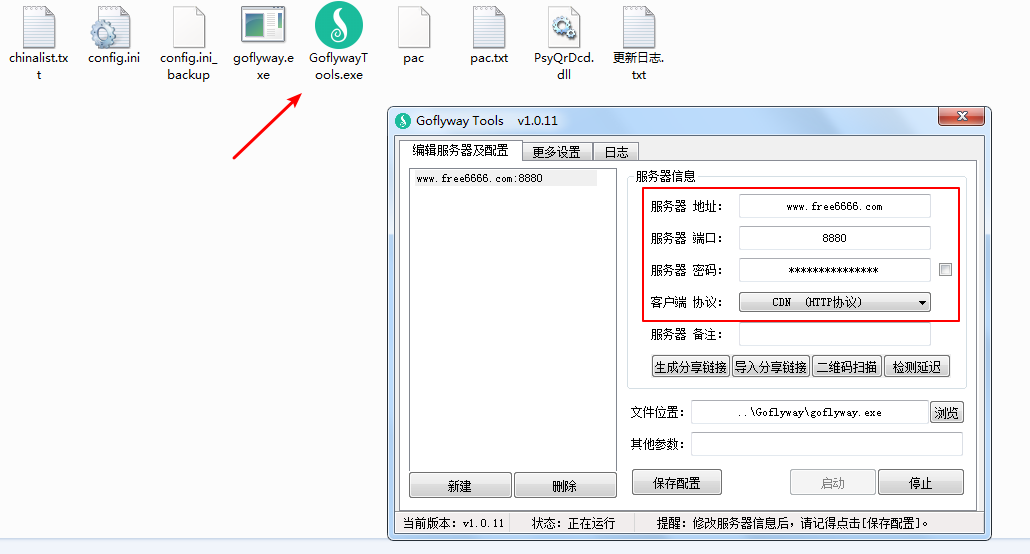 chinalist.tx
t
config.ini
config.ini_
backup
goflyway.e
xe
GoflywayT
ools.exe
pac
pac.txt
PsyQrDcd.
dll
更新日志.
txt
Goflyway Tools v1.0.11
编辑服务器及配置
更多设置
日志
www.free6666.com:8880
服务器信息
服务器 地址: www.free6666.com
服务器 端口: 8880
服务器 密码: ***************
客户端 协议: CDN (HTTP协议)
服务器 备注:
生成分享链接 导入分享链接 二维码扫描 检测延迟
文件位置: ..\Goflyway\goflyway.exe 浏览
其他参数:
新建 删除 保存配置 启动 停止
当前版本: v1.0.11 状态: 正在运行 提醒: 修改服务器信息后，请记得点击[保存配置]。